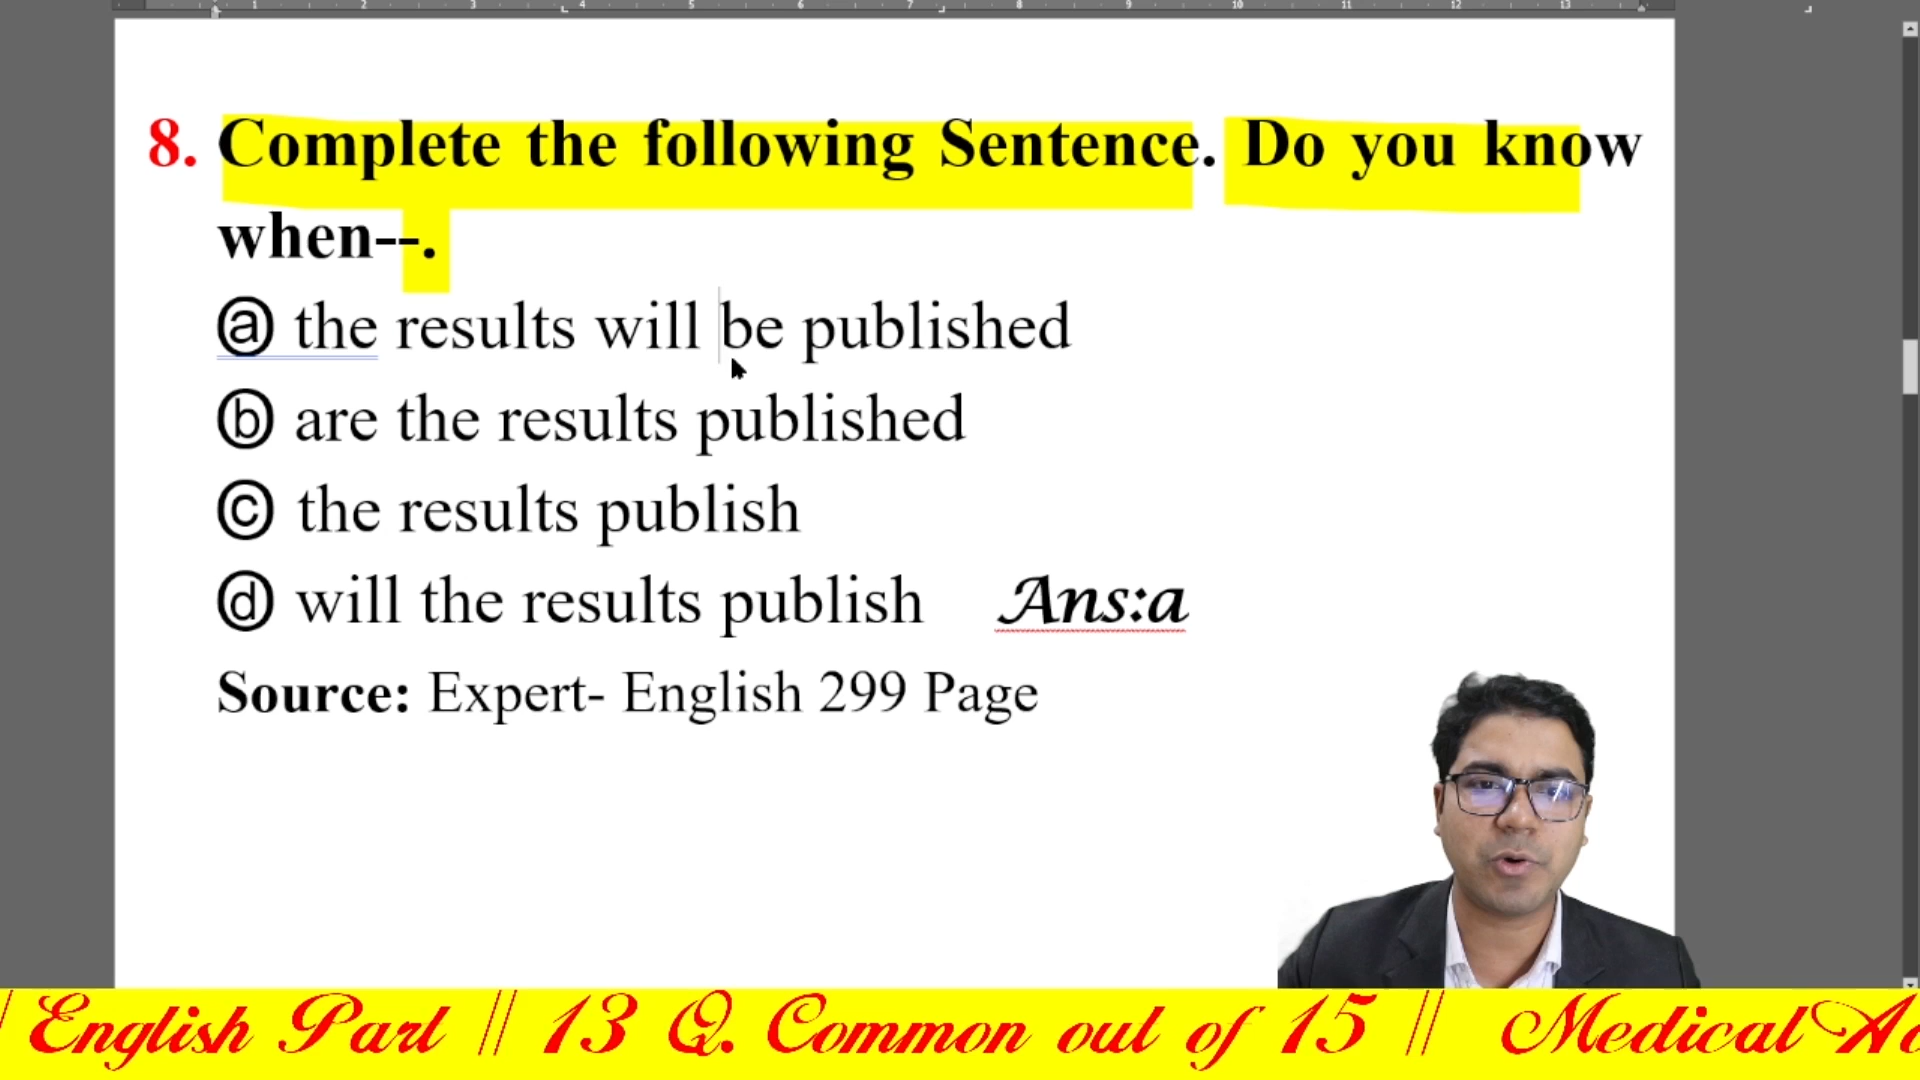 8. Complete the following Sentence. Do you know
when--.
ⓐ the results will be published
ⓑ are the results published
ⓒ the results publish
ⓓ will the results publish Ans:a
Source: Expert- English 299 Page
English Part || 13 Q. Common out of 15 || Medical